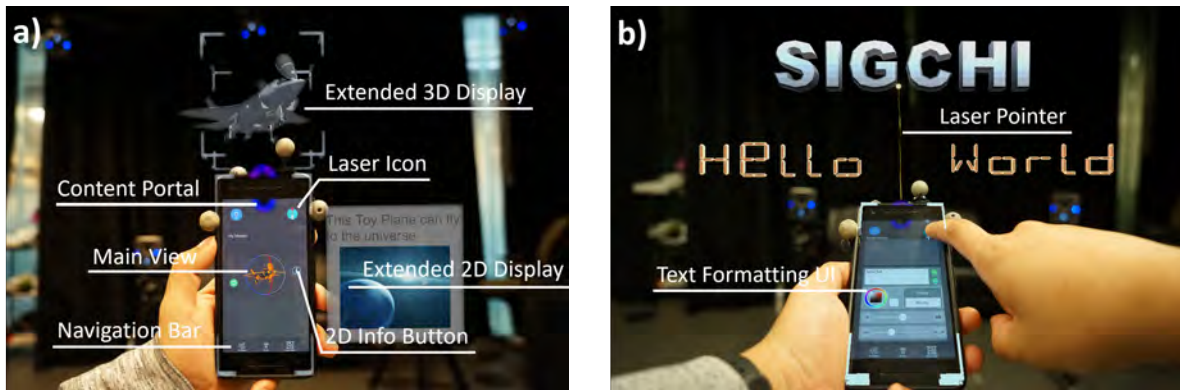 a)
Extended 3D Display
Laser Icon
Content Portal
This Toy Plane can fly
to the universe
Main View
Extended 2D Display
Navigation Bar
2D Info Button
b)
SIGCHI
Laser Pointer
Hello World
Text Formatting UI